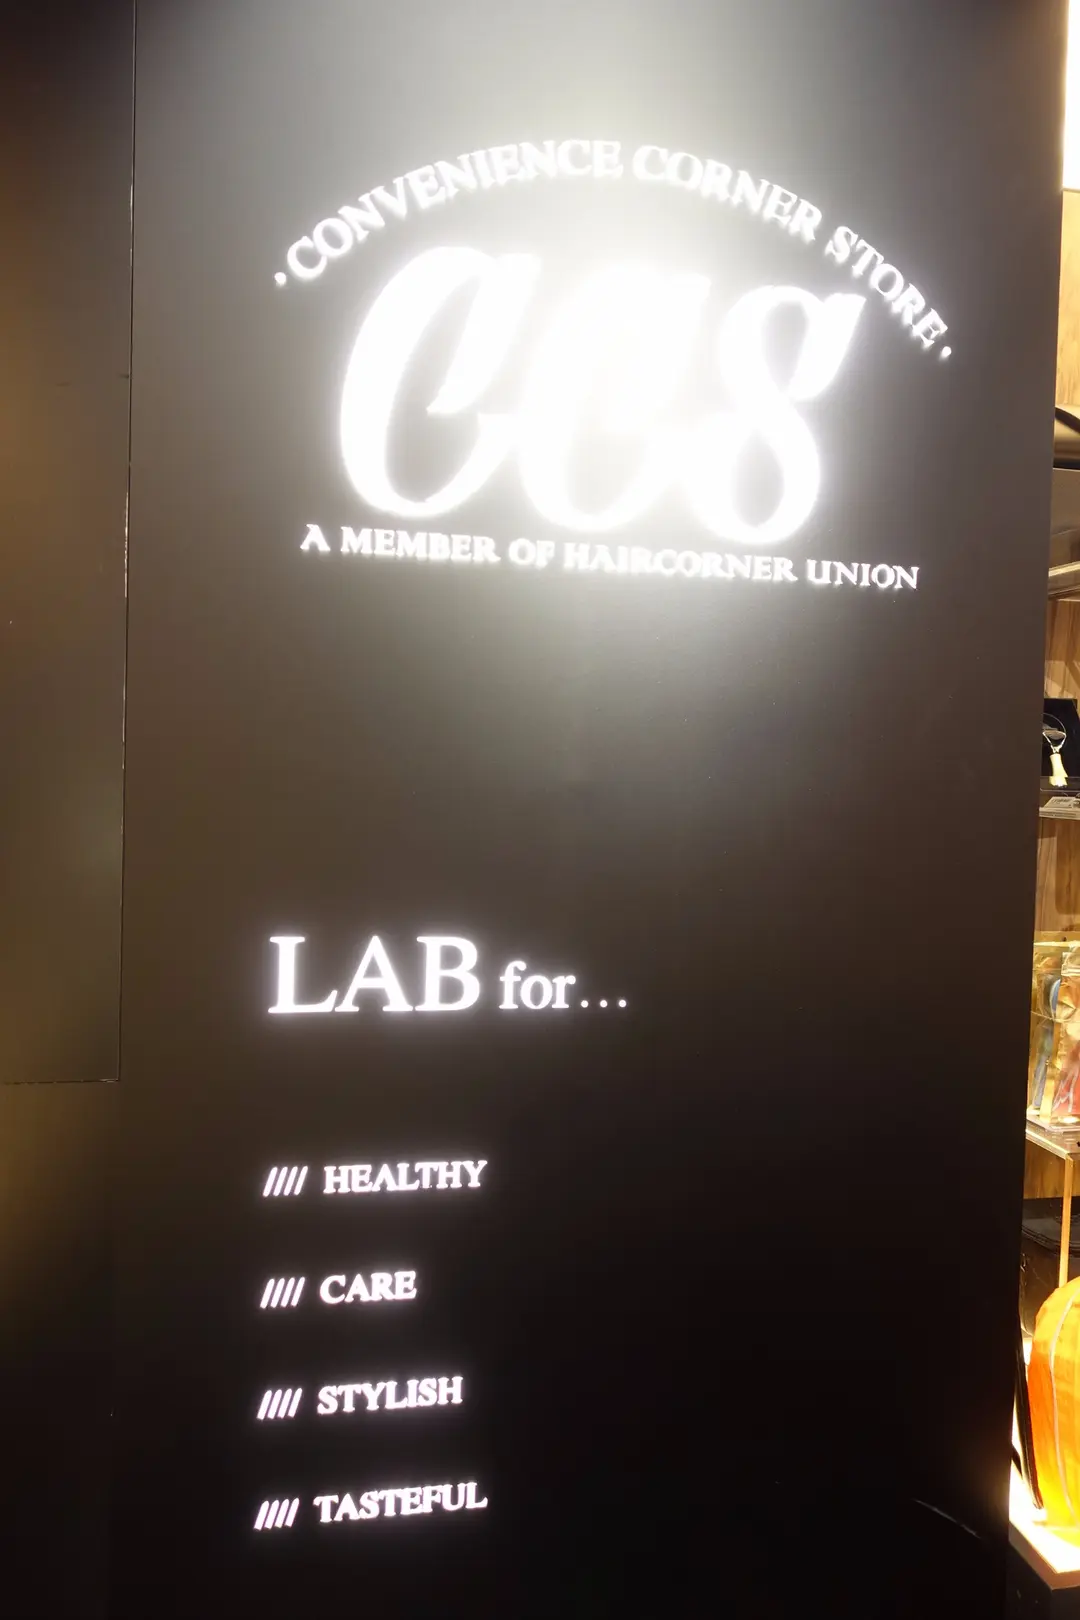 · CONVENIENCE CORNER STORE ·
CCS
A MEMBER OF HAIRCORNER UNION
LAB for...
//// HEALTHY
//// CARE
//// STYLISH
//// TASTEFUL